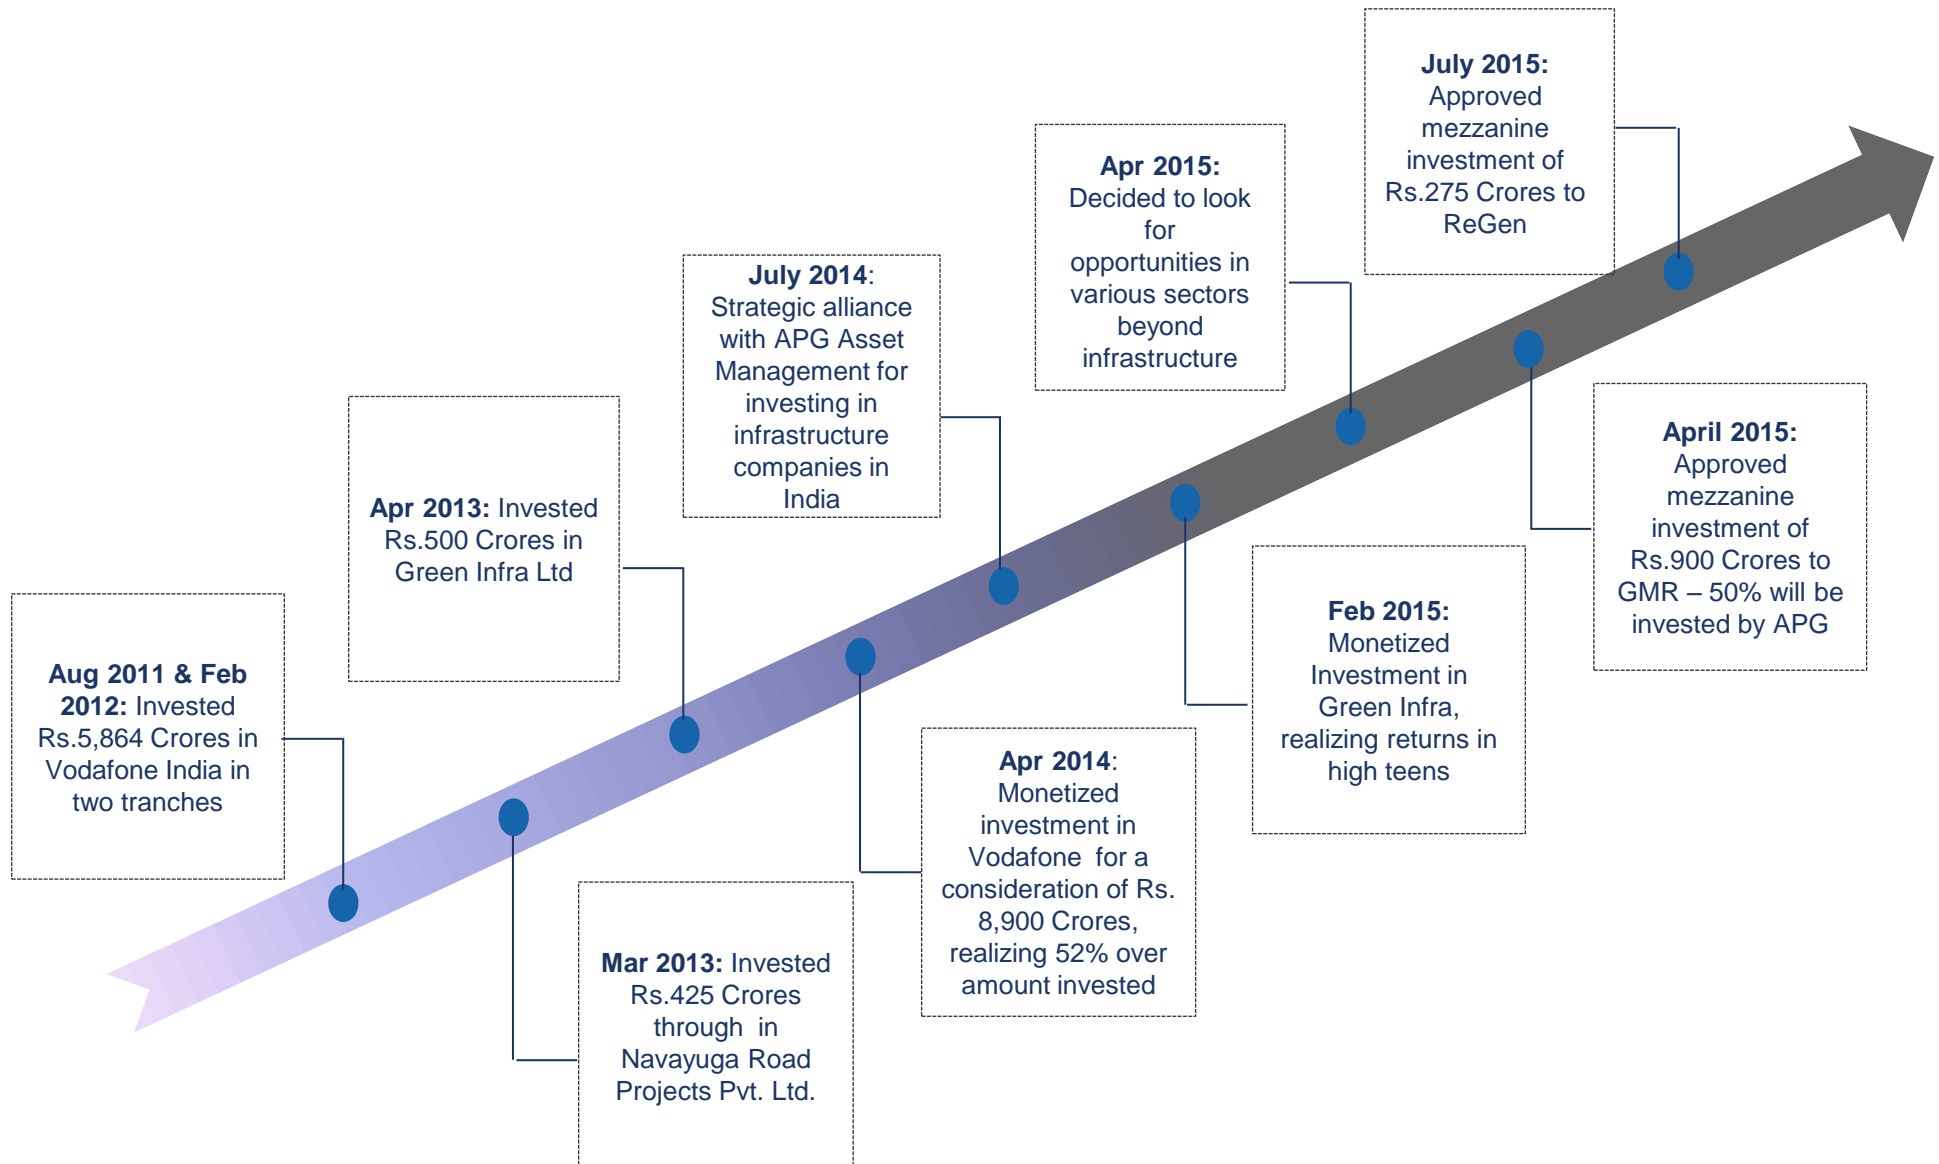 Aug 2011 & Feb
2012: Invested
Rs.5,864 Crores in
Vodafone India in
two tranches
Mar 2013: Invested
Rs.425 Crores
through in
Navayuga Road
Projects Pvt. Ltd.
Apr 2013: Invested
Rs.500 Crores in
Green Infra Ltd
Apr 2014:
Monetized
investment in
Vodafone for a
consideration of Rs.
8,900 Crores,
realizing 52% over
amount invested
July 2014:
Strategic alliance
with APG Asset
Management for
investing in
infrastructure
companies in
India
Feb 2015:
Monetized
Investment in
Green Infra,
realizing returns in
high teens
Apr 2015:
Decided to look
for
opportunities in
various sectors
beyond
infrastructure
April 2015:
Approved
mezzanine
investment of
Rs.900 Crores to
GMR – 50% will be
invested by APG
July 2015:
Approved
mezzanine
investment of
Rs.275 Crores to
ReGen